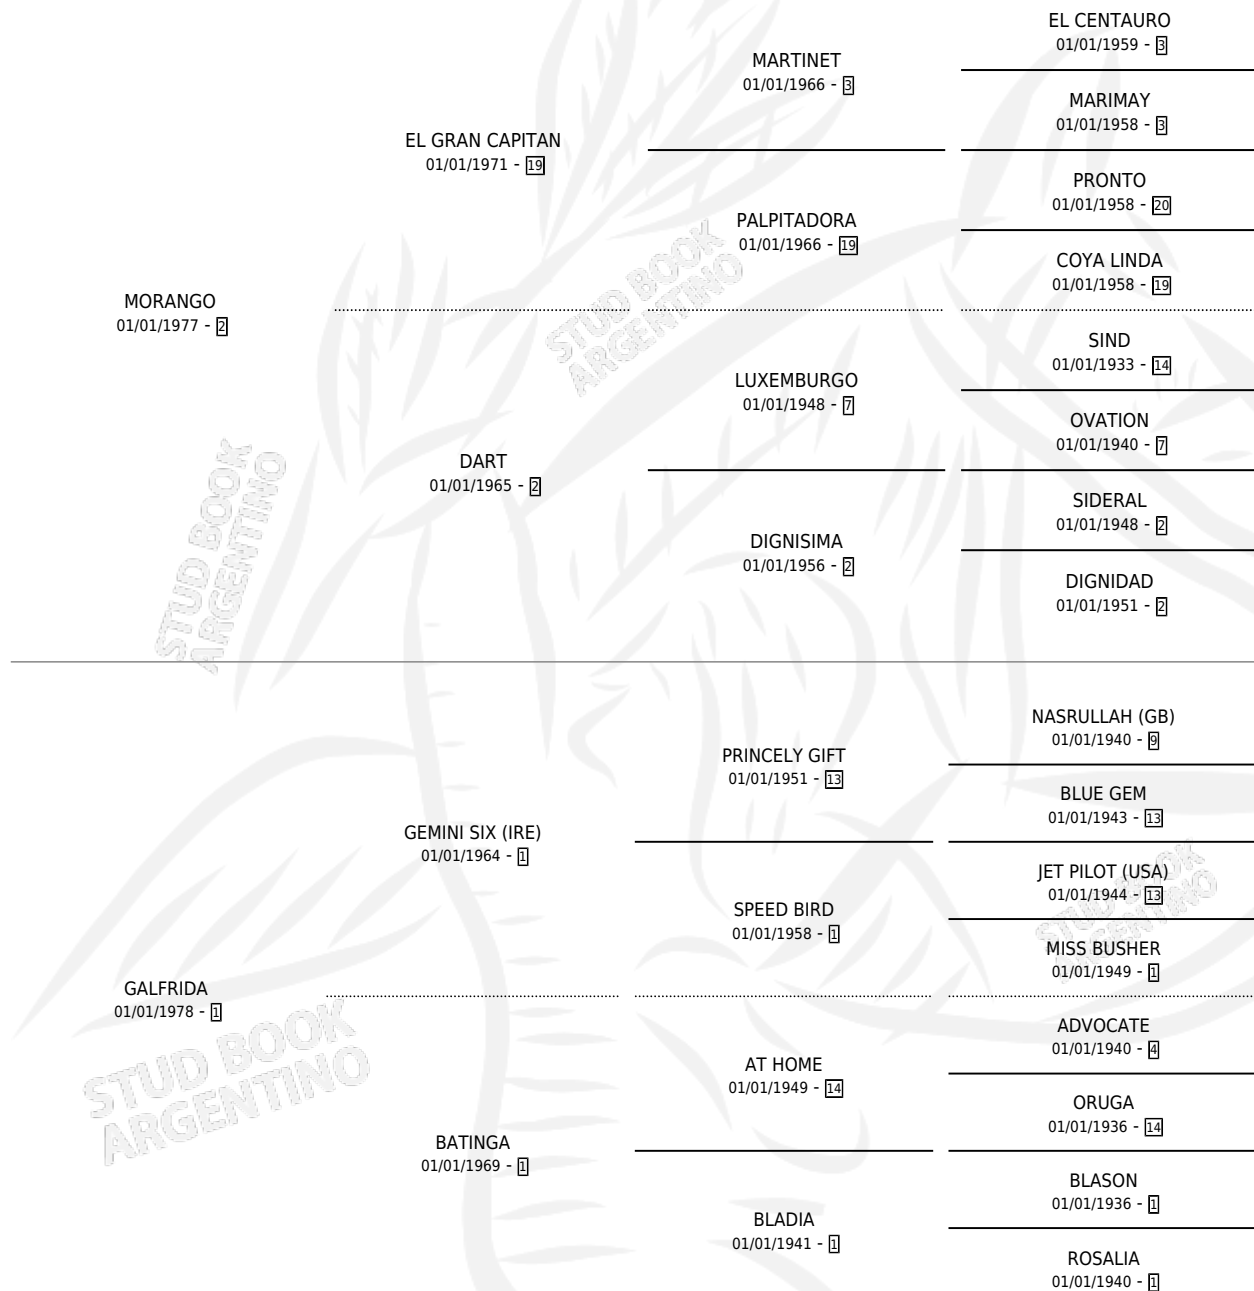 EL CENTAURO
01/01/1959 - 3
MARTINET
01/01/1966 - 3
MARIMAY
01/01/1958 - 3
EL GRAN CAPITAN
01/01/1971 - 19
PRONTO
01/01/1958 - 20
PALPITADORA
01/01/1966 - 19
COYA LINDA
01/01/1958 - 19
MORANGO
01/01/1977 - 2
SIND
01/01/1933 - 14
LUXEMBURGO
01/01/1948 - 7
OVATION
01/01/1940 - 7
DART
01/01/1965 - 2
SIDERAL
01/01/1948 - 2
DIGNISIMA
01/01/1956 - 2
DIGNIDAD
01/01/1951 - 2
STUD BOOK
ARGENTINO
STUD BOOK
ARGENTINO
NASRULLAH (GB)
01/01/1940 - 9
PRINCELY GIFT
01/01/1951 - 13
BLUE GEM
01/01/1943 - 13
GEMINI SIX (IRE)
01/01/1964 - 1
JET PILOT (USA)
01/01/1944 - 13
SPEED BIRD
01/01/1958 - 1
MISS BUSHER
01/01/1949 - 1
GALFRIDA
01/01/1978 - 1
ADVOCATE
01/01/1940 - 4
AT HOME
01/01/1949 - 14
ORUGA
01/01/1936 - 14
BATINGA
01/01/1969 - 1
BLASON
01/01/1936 - 1
BLADIA
01/01/1941 - 1
ROSALIA
01/01/1940 - 1
STUD BOOK
ARGENTINO
STUD BOOK
ARGENTINO